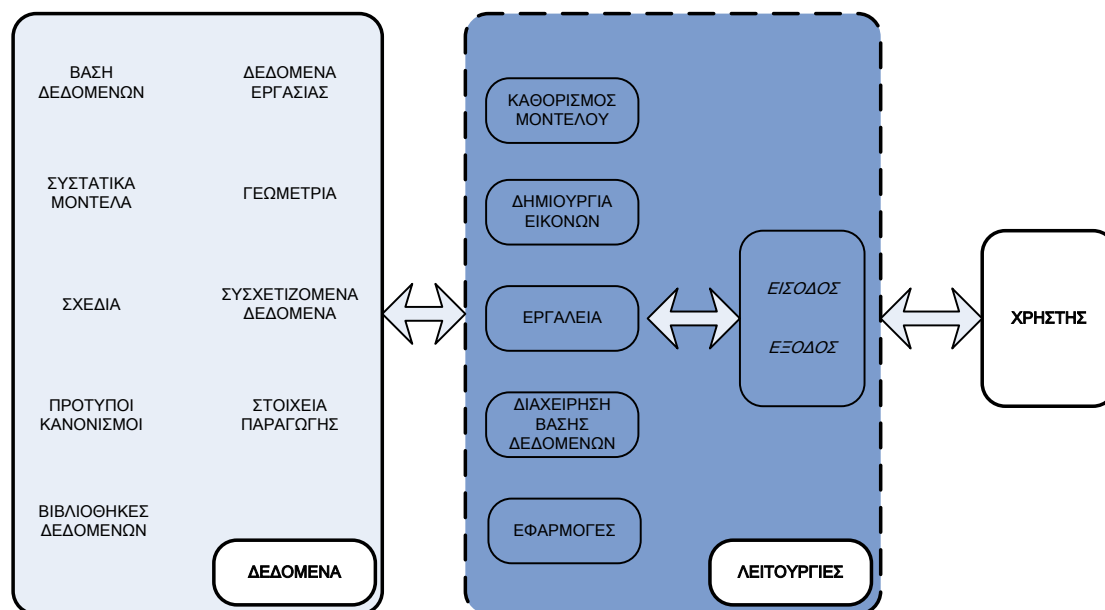 ΒΑΣΗ
ΔΕΔΟΜΕΝΩΝ
ΔΕΔΟΜΕΝΑ
ΕΡΓΑΣΙΑΣ
ΣΥΣΤΑΤΙΚΑ
ΜΟΝΤΕΛΑ
ΓΕΩΜΕΤΡΙΑ
ΣΧΕΔΙΑ
ΣΥΣΧΕΤΙΖΟΜΕΝΑ
ΔΕΔΟΜΕΝΑ
ΠΡΟΤΥΠΟΙ
ΚΑΝΟΝΙΣΜΟΙ
ΣΤΟΙΧΕΙΑ
ΠΑΡΑΓΩΓΗΣ
ΒΙΒΛΙΟΘΗΚΕΣ
ΔΕΔΟΜΕΝΩΝ
ΔΕΔΟΜΕΝΑ
ΚΑΘΟΡΙΣΜΟΣ
ΜΟΝΤΕΛΟΥ
ΔΗΜΙΟΥΡΓΙΑ
ΕΙΚΟΝΩΝ
ΕΡΓΑΛΕΙΑ
ΔΙΑΧΕΙΡΗΣΗ
ΒΑΣΗΣ
ΔΕΔΟΜΕΝΩΝ
ΕΦΑΡΜΟΓΕΣ
ΕΙΣΟΔΟΣ
ΕΞΟΔΟΣ
ΛΕΙΤΟΥΡΓΙΕΣ
ΧΡΗΣΤΗΣ